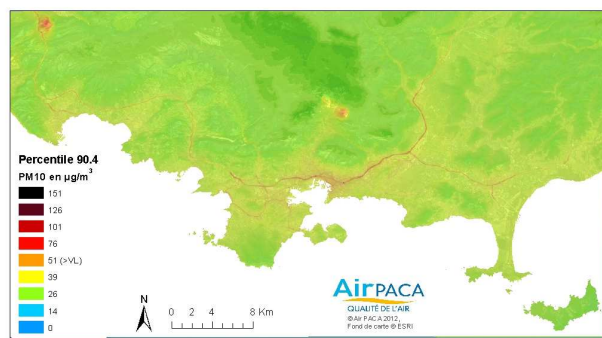 Percentile 90.4
PM10 en µg/m³
151
126
101
76
51 (>VL)
39
26
14
0
N
0 2 4 8 Km
AirPACA
QUALITÉ DE L'AIR
©Air PACA 2012,
Fond de carte © ESRI